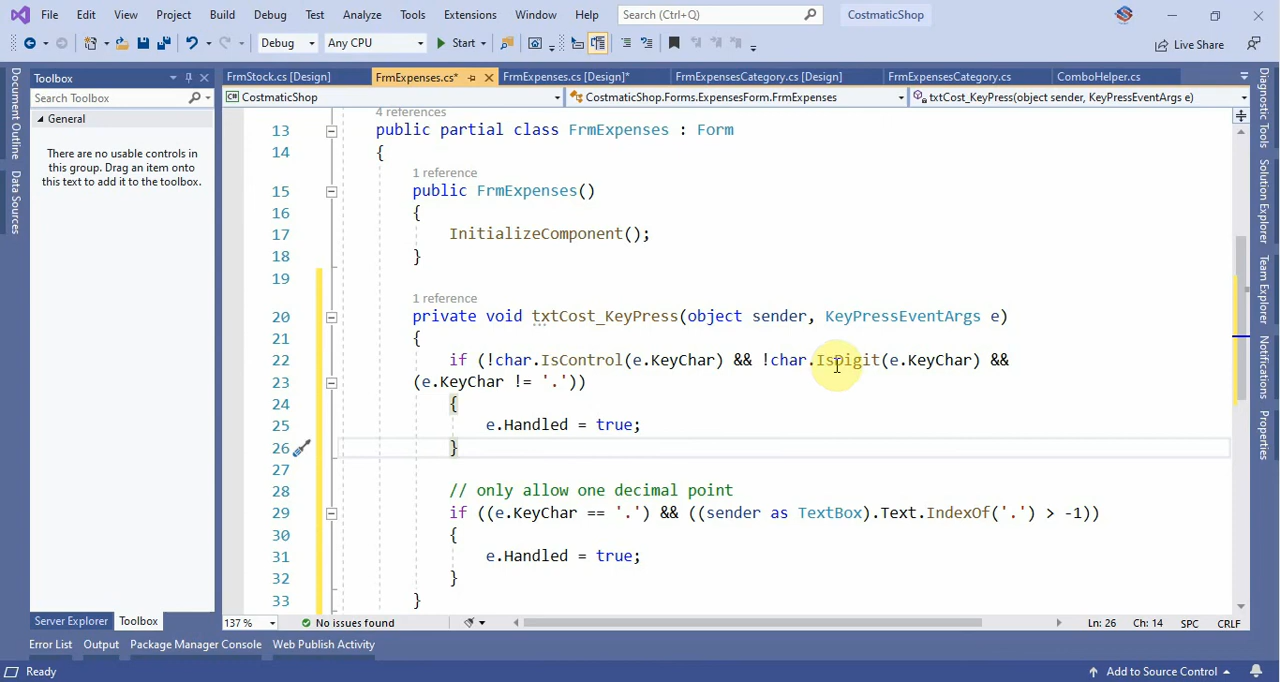 File Edit View Project Build Debug Test Analyze Tools Extensions Window Help Search (Ctrl+Q) CostmaticShop
Debug Any CPU Start Live Share
Toolbox
Search Toolbox
General
There are no usable controls in
this group. Drag an item onto
this text to add it to the toolbox.
Document Outline
Data Sources
FrmStock.cs [Design] FrmExpenses.cs* FrmExpenses.cs [Design]* FrmExpensesCategory.cs [Design] FrmExpensesCategory.cs ComboHelper.cs
CostmaticShop CostmaticShop.Forms.ExpensesForm.FrmExpenses txtCost_KeyPress(object sender, KeyPressEventArgs e)
4 references
13 public partial class FrmExpenses : Form
14 {
1 reference
15 public FrmExpenses()
16 {
17 InitializeComponent();
18 }
19
1 reference
20 private void txtCost_KeyPress(object sender, KeyPressEventArgs e)
21 {
22 if (!char.IsControl(e.KeyChar) && !char.IsDigit(e.KeyChar) &&
23 (e.KeyChar != '.'))
24 {
25 e.Handled = true;
26 }
27
28 // only allow one decimal point
29 if ((e.KeyChar == '.') && ((sender as TextBox).Text.IndexOf('.') > -1))
30 {
31 e.Handled = true;
32 }
33 }
137 % No issues found Ln: 26 Ch: 14 SPC CRLF
Diagnostic Tools
Solution Explorer
Team Explorer
Notifications
Properties
Server Explorer Toolbox
Error List Output Package Manager Console Web Publish Activity
Ready Add to Source Control